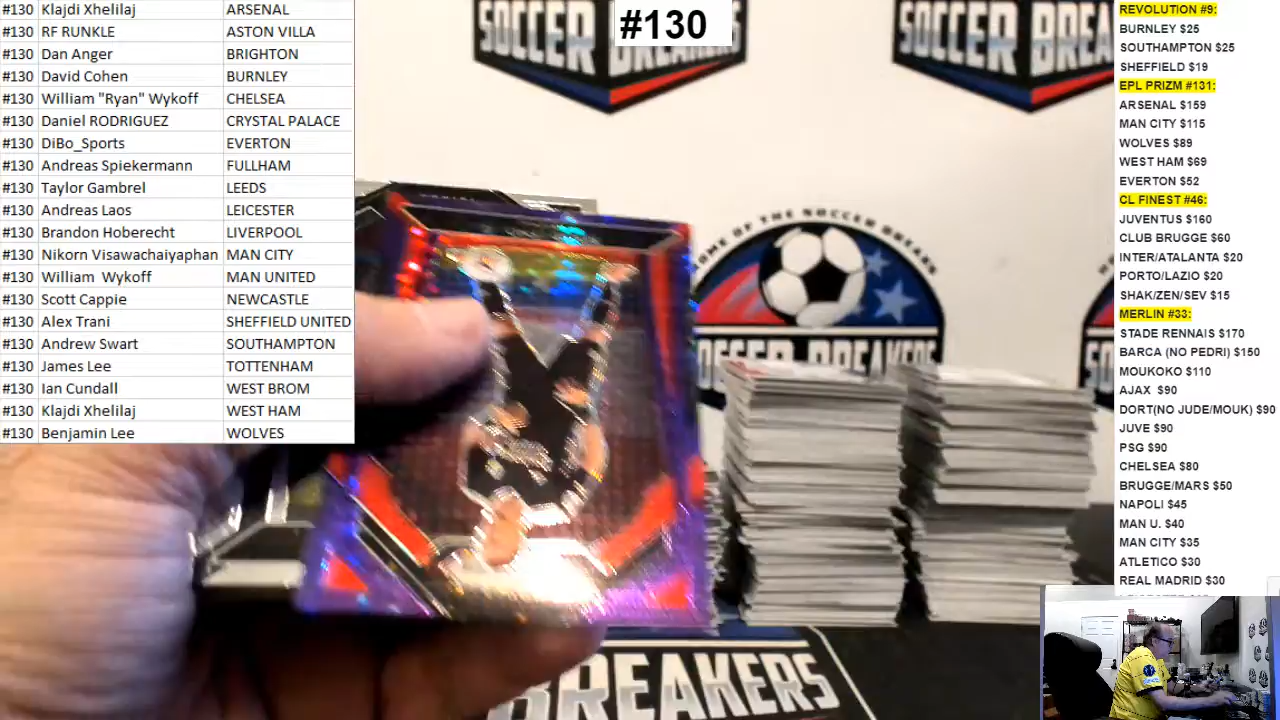 #130 Klajdi Xhelilaj ARSENAL
#130 RF RUNKLE ASTON VILLA
#130 Dan Anger BRIGHTON
#130 David Cohen BURNLEY
#130 William "Ryan" Wykoff CHELSEA
#130 Daniel RODRIGUEZ CRYSTAL PALACE
#130 DiBo_Sports EVERTON
#130 Andreas Spiekermann FULLHAM
#130 Taylor Gambrel LEEDS
#130 Andreas Laos LEICESTER
#130 Brandon Hoberecht LIVERPOOL
#130 Nikorn Visawachaiyaphan MAN CITY
#130 William Wykoff MAN UNITED
#130 Scott Cappie NEWCASTLE
#130 Alex Trani SHEFFIELD UNITED
#130 Andrew Swart SOUTHAMPTON
#130 James Lee TOTTENHAM
#130 Ian Cundall WEST BROM
#130 Klajdi Xhelilaj WEST HAM
#130 Benjamin Lee WOLVES
#130
SOCCER BREAKERS
SOCCER BREA
HOME OF THE SOCCER BREAKS
SOCCER BREAKERS
BREAKERS
REVOLUTION #9:
BURNLEY $25
SOUTHAMPTON $25
SHEFFIELD $19
EPL PRIZM #131:
ARSENAL $159
MAN CITY $115
WOLVES $89
WEST HAM $69
EVERTON $52
CL FINEST #46:
JUVENTUS $160
CLUB BRUGGE $60
INTER/ATALANTA $20
PORTO/LAZIO $20
SHAK/ZEN/SEV $15
MERLIN #33:
STADE RENNAIS $170
BARCA (NO PEDRI) $150
MOUKOKO $110
AJAX $90
DORT(NO JUDE/MOUK) $90
JUVE $90
PSG $90
CHELSEA $80
BRUGGE/MARS $50
NAPOLI $45
MAN U. $40
MAN CITY $35
ATLETICO $30
REAL MADRID $30